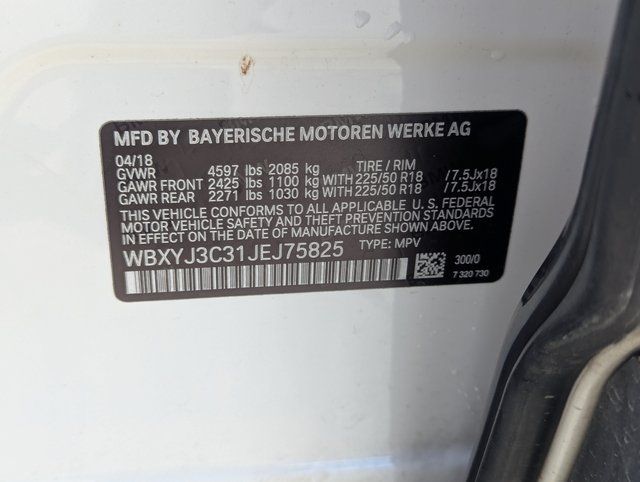 MFD BY BAYERISCHE MOTOREN WERKE AG
04/18
GVWR 4597 lbs 2085 kg TIRE / RIM
GAWR FRONT 2425 lbs 1100 kg WITH 225/50 R18 /7.5Jx18
GAWR REAR 2271 lbs 1030 kg WITH 225/50 R18 /7.5Jx18
THIS VEHICLE CONFORMS TO ALL APPLICABLE U. S. FEDERAL
MOTOR VEHICLE SAFETY AND THEFT PREVENTION STANDARDS
IN EFFECT ON THE DATE OF MANUFACTURE SHOWN ABOVE.
WBXYJ3C31JEJ75825 TYPE: MPV
300/0
7 320 730